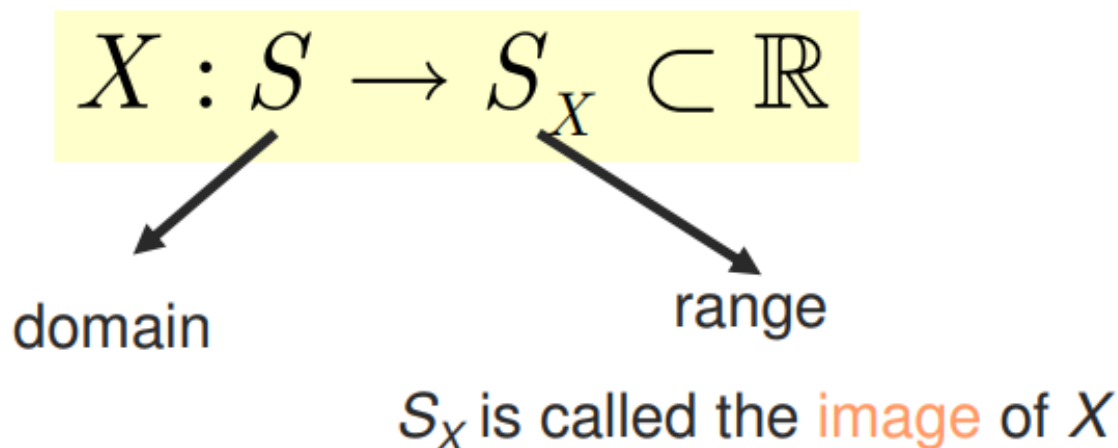 X : S → S_X ⊂ ℝ
domain
range
S_X is called the image of X